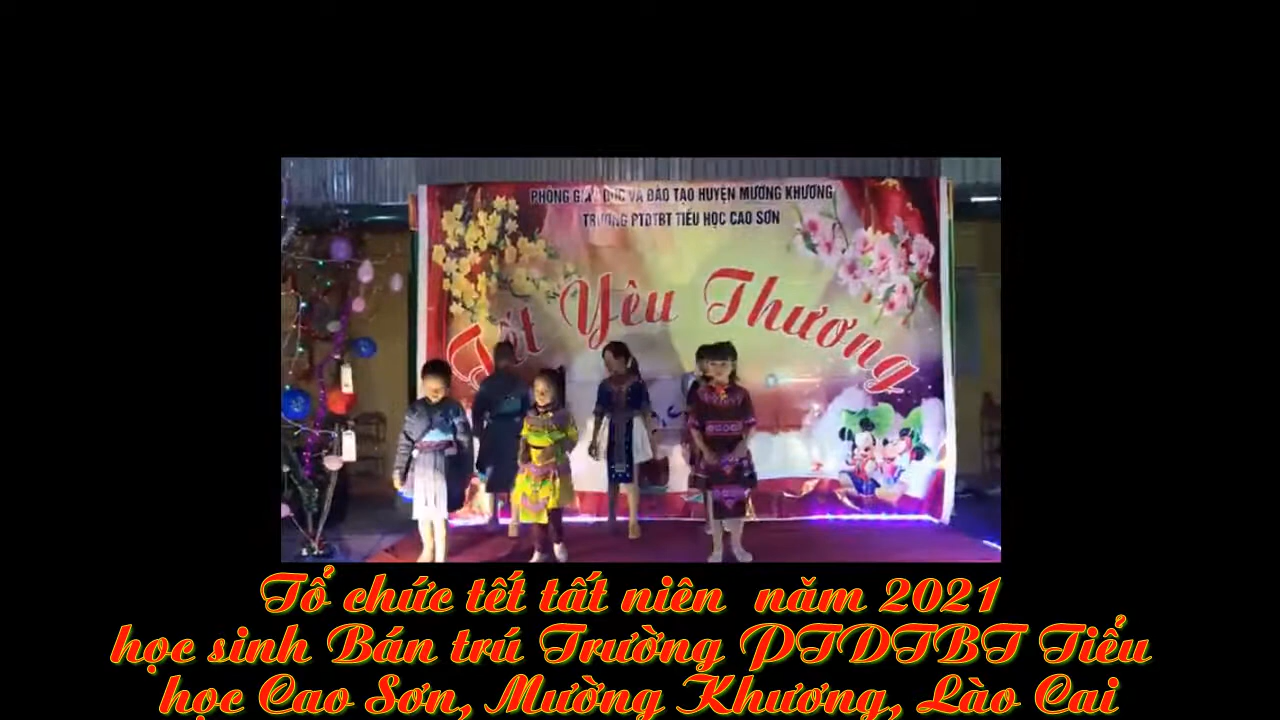 PHÒNG GIÁO DỤC VÀ ĐÀO TẠO HUYỆN MƯỜNG KHƯƠNG
TRƯỜNG PTDTBT TIỂU HỌC CAO SƠN
Tết Yêu Thương
Tổ chức tết tất niên năm 2021
học sinh Bán trú Trường PTDTBT Tiểu
học Cao Sơn, Mường Khương, Lào Cai